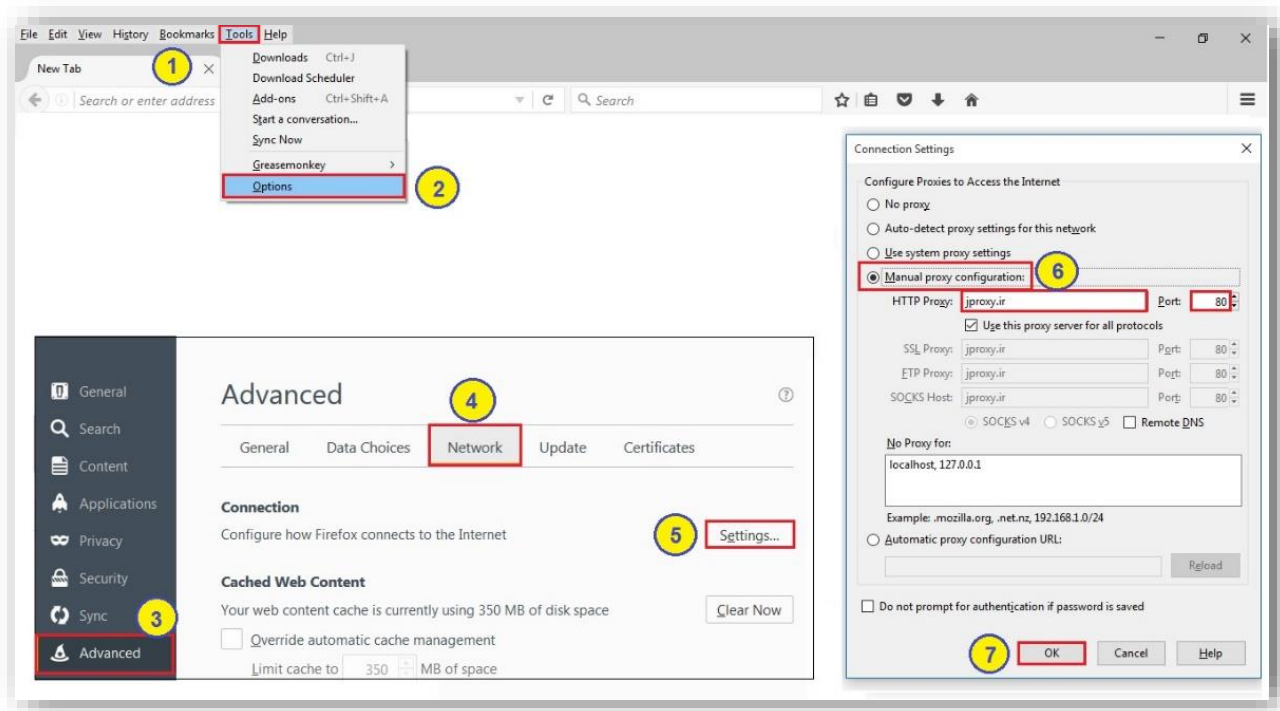 File Edit View History Bookmarks Tools Help
1
New Tab
Search or enter address
Search
Downloads Ctrl+J
Download Scheduler
Add-ons Ctrl+Shift+A
Start a conversation...
Sync Now
Greasemonkey
Options
2
General
Search
Content
Applications
Privacy
Security
Sync
3
Advanced
Advanced
4
General Data Choices Network Update Certificates
Connection
Configure how Firefox connects to the Internet
5
Settings...
Cached Web Content
Your web content cache is currently using 350 MB of disk space
Clear Now
Override automatic cache management
Limit cache to 350 MB of space
Connection Settings
Configure Proxies to Access the Internet
No proxy
Auto-detect proxy settings for this network
Use system proxy settings
Manual proxy configuration:
6
HTTP Proxy: jproxy.ir Port: 80
Use this proxy server for all protocols
SSL Proxy: jproxy.ir Port: 80
FTP Proxy: jproxy.ir Port: 80
SOCKS Host: jproxy.ir Port: 80
SOCKS v4 SOCKS v5 Remote DNS
No Proxy for:
localhost, 127.0.0.1
Example: .mozilla.org, .net.nz, 192.168.1.0/24
Automatic proxy configuration URL:
Reload
Do not prompt for authentication if password is saved
7
OK Cancel Help